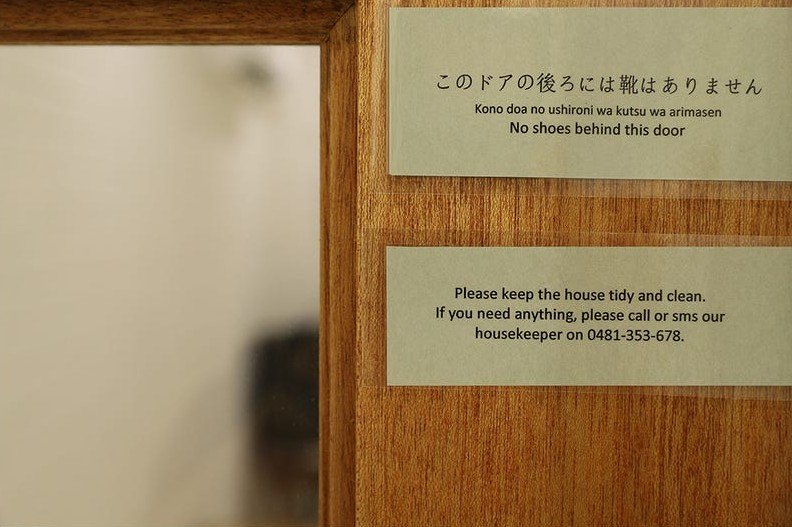 このドアの後ろには靴はありません
Kono doa no ushironi wa kutsu wa arimasen
No shoes behind this door
Please keep the house tidy and clean.
If you need anything, please call or sms our
housekeeper on 0481-353-678.